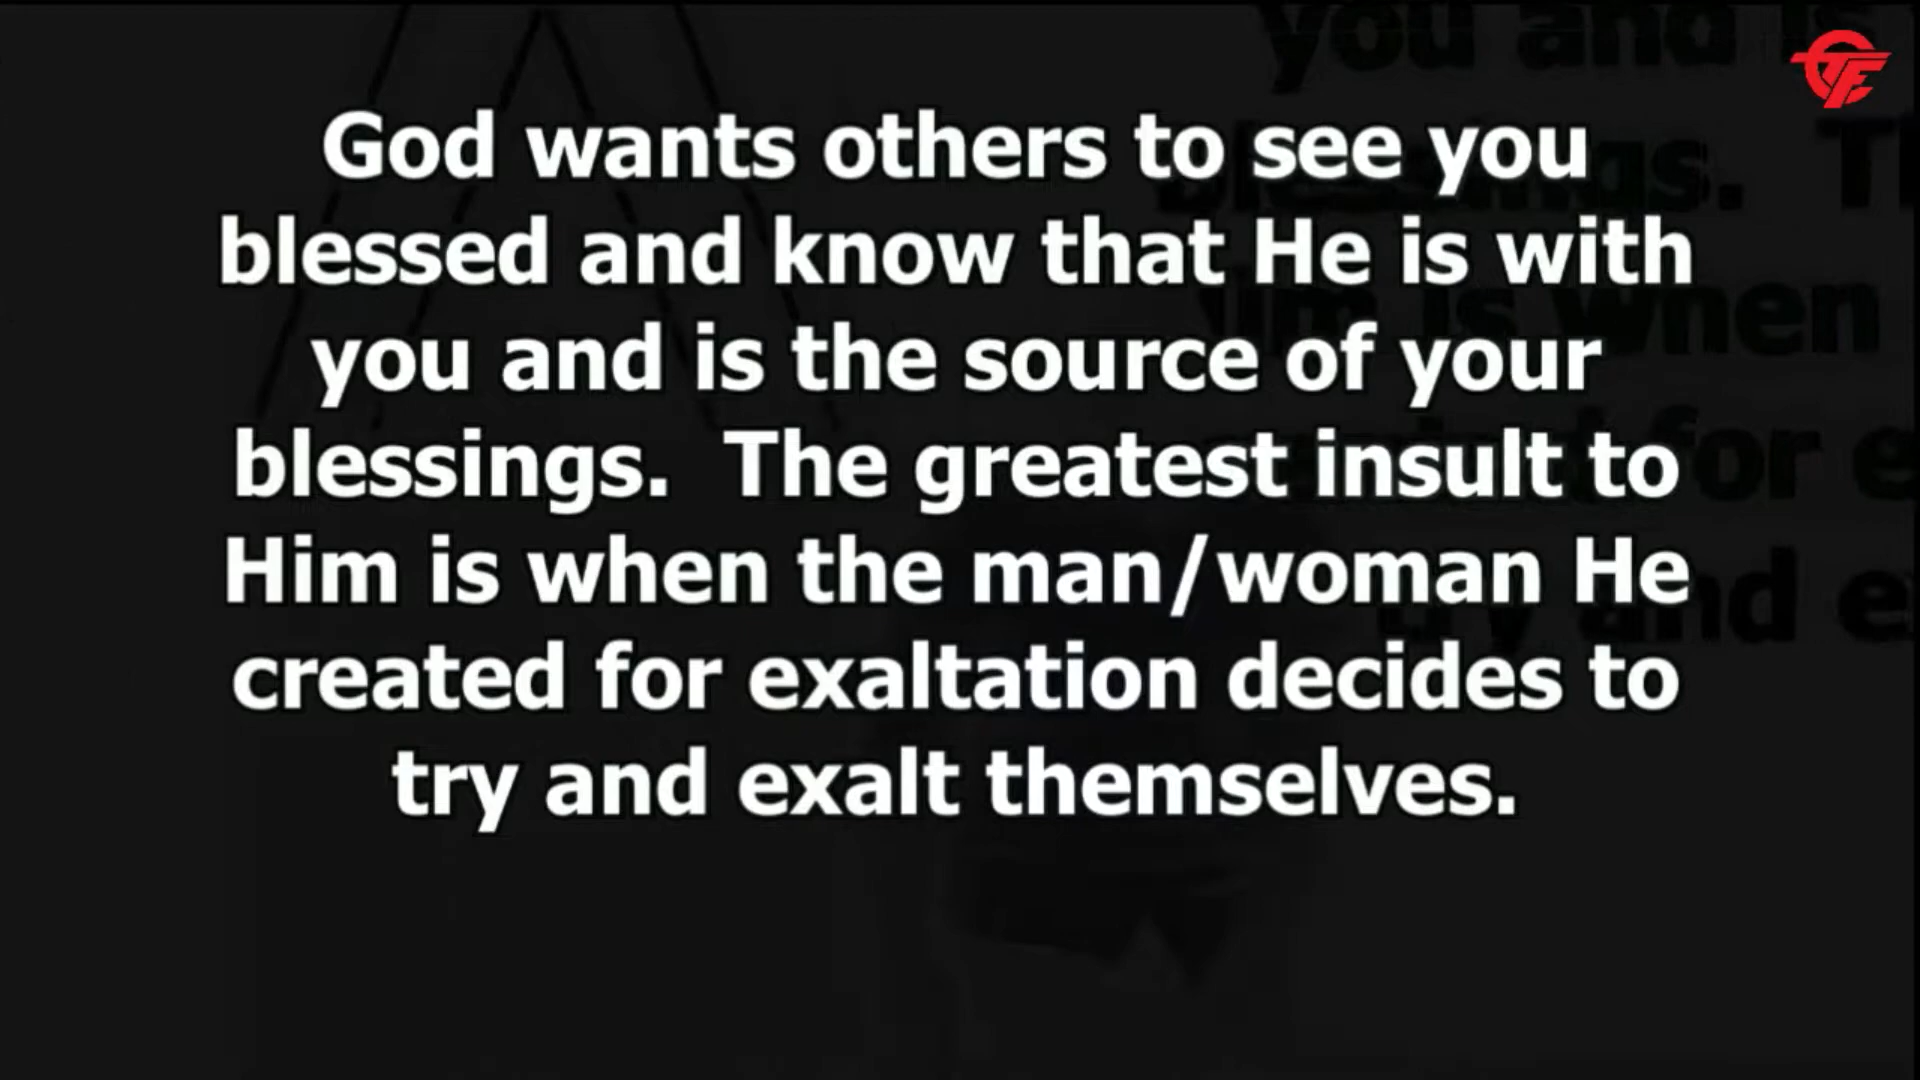 God wants others to see you
blessed and know that He is with
you and is the source of your
blessings.  The greatest insult to
Him is when the man/woman He
created for exaltation decides to
try and exalt themselves.